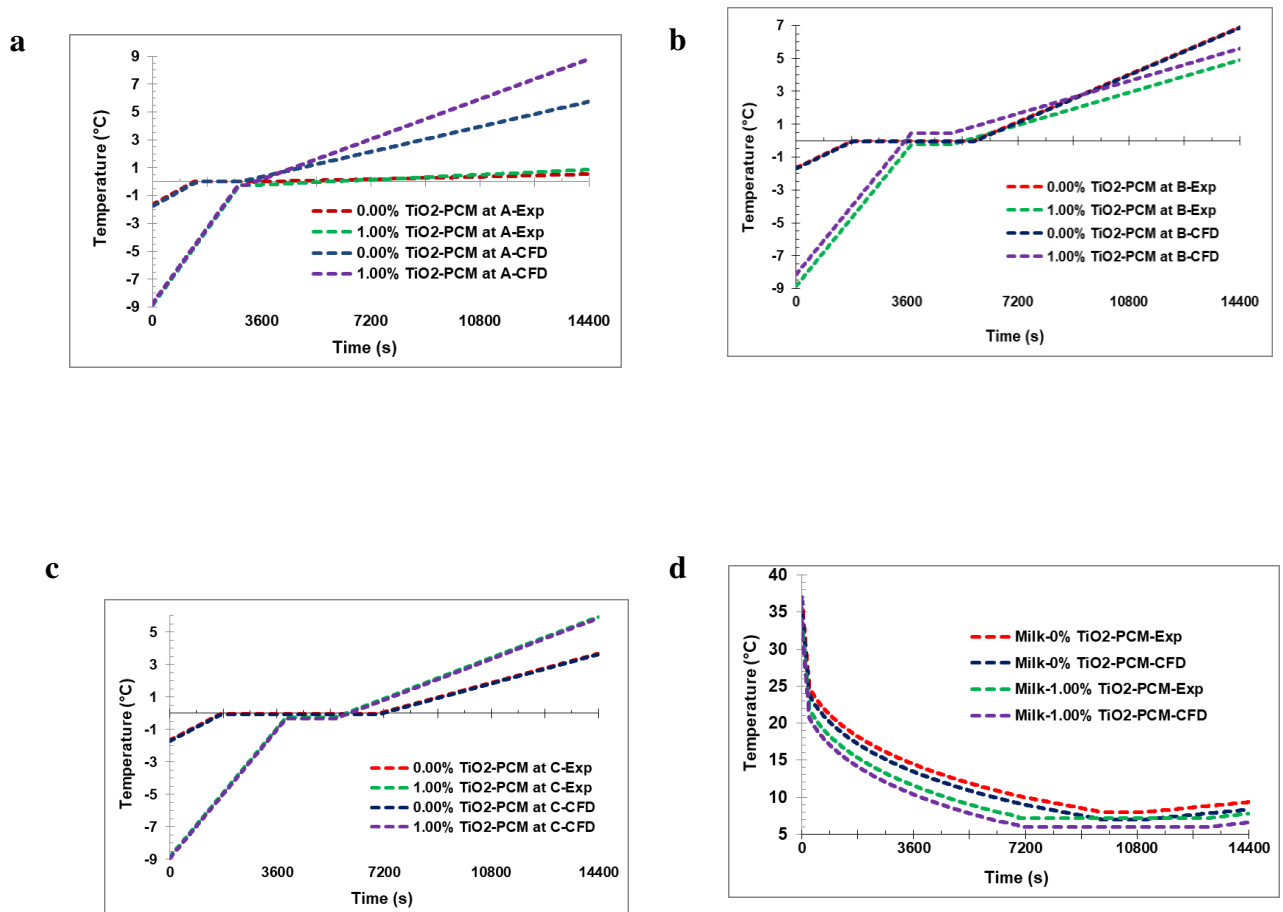 a
9
7
5
3
1
-1
-3
-5
-7
-9
Temperature (°C)
0.00% TiO2-PCM at A-Exp
1.00% TiO2-PCM at A-Exp
0.00% TiO2-PCM at A-CFD
1.00% TiO2-PCM at A-CFD
0 3600 7200 10800 14400
Time (s)
b
7
5
3
1
-1
-3
-5
-7
-9
Temperature (°C)
0.00% TiO2-PCM at B-Exp
1.00% TiO2-PCM at B-Exp
0.00% TiO2-PCM at B-CFD
1.00% TiO2-PCM at B-CFD
0 3600 7200 10800 14400
Time (s)
c
5
3
1
-1
-3
-5
-7
-9
Temperature (°C)
0.00% TiO2-PCM at C-Exp
1.00% TiO2-PCM at C-Exp
0.00% TiO2-PCM at C-CFD
1.00% TiO2-PCM at C-CFD
0 3600 7200 10800 14400
Time (s)
d
40
35
30
25
20
15
10
5
Temperature (°C)
Milk-0% TiO2-PCM-Exp
Milk-0% TiO2-PCM-CFD
Milk-1.00% TiO2-PCM-Exp
Milk-1.00% TiO2-PCM-CFD
0 3600 7200 10800 14400
Time (s)